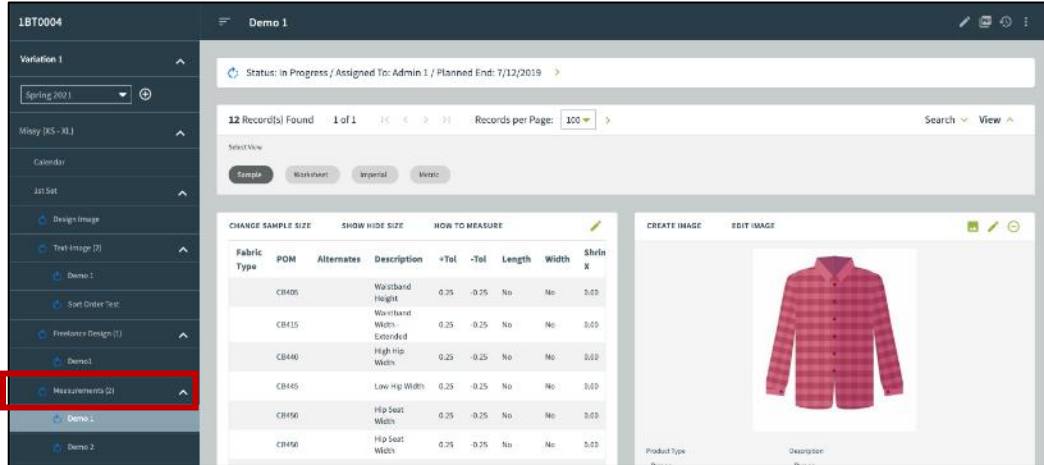 1BT0004
Demo 1
Variation 1
Spring 2021
Missy (XS - XL)
Calendar
1st Set
Design Image
Text-Image (2)
Demo 1
Sort Order Test
Freelance Design (1)
Demo1
Measurements (2)
Demo 1
Demo 2
Status: In Progress / Assigned To: Admin 1 / Planned End: 7/12/2019
12 Record(s) Found 1 of 1 Records per Page: 100
Search View
Select View
Sample Worksheet Imperial Metric
CHANGE SAMPLE SIZE SHOW HIDE SIZE HOW TO MEASURE
Fabric Type POM Alternates Description +Tol -Tol Length Width Shrin X
CB405 Waistband Height 0.25 -0.25 No No 0.00
CB415 Waistband Width - Extended 0.25 -0.25 No No 0.00
CB440 High Hip Width 0.25 -0.25 No No 0.00
CB445 Low Hip Width 0.25 -0.25 No No 0.00
CB450 Hip Seat Width 0.25 -0.25 No No 0.00
CB450 Hip Seat Width 0.25 -0.25 No No 0.00
CREATE IMAGE EDIT IMAGE
Product Type Description